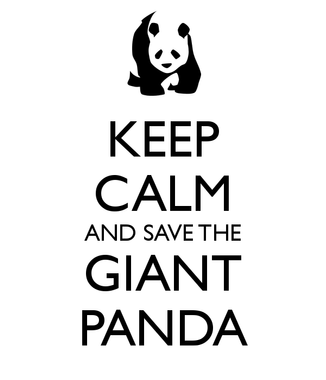 KEEP
CALM
AND SAVE THE
GIANT
PANDA